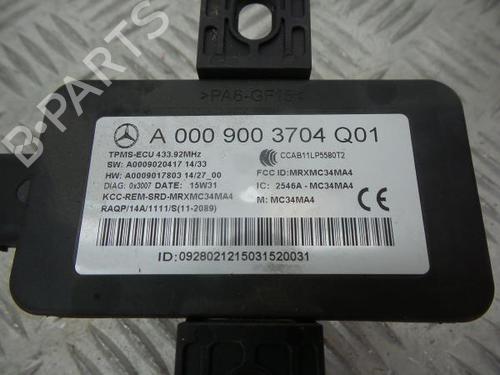 B-PARTS
>PA6-GF15<
A 000 900 3704 Q01
TPMS-ECU 433.92MHz
SW: A0009020417 14/33
HW: A0009017803 14/27_00
DIAG: 0x3007 DATE: 15W31
KCC-REM-SRD-MRXMC34MA4
RAQP/14A/1111/S(11-2089)
CCAB11LP5580T2
FCC ID:MRXMC34MA4
IC: 2546A - MC34MA4
M: MC34MA4
CE
ID:0928021215031520031